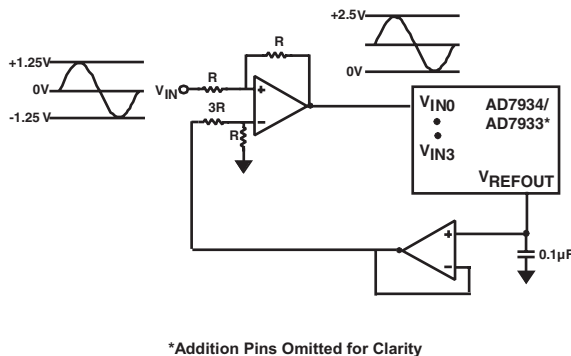 +2.5V
0V
+1.25V
0V
-1.25V
VIN
R
R
3R
R
+
−
VIN0
VIN3
AD7934/
AD7933*
VREFOUT
+
−
0.1µF
*Addition Pins Omitted for Clarity